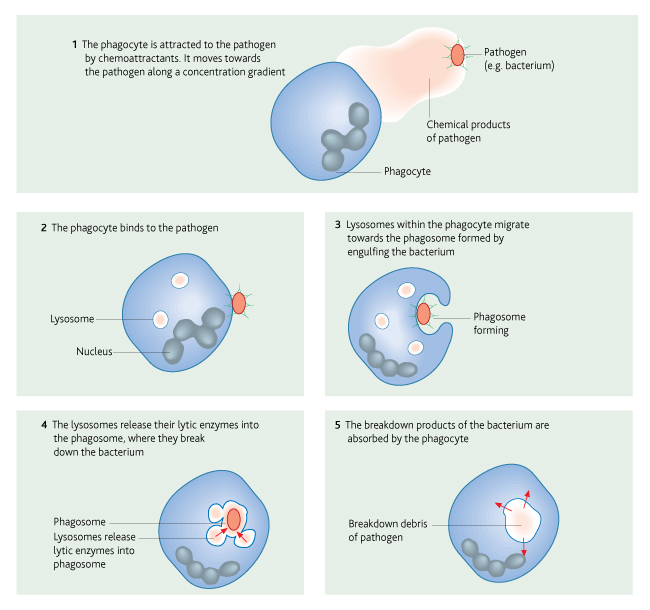 1 The phagocyte is attracted to the pathogen
by chemoattractants. It moves towards
the pathogen along a concentration gradient
Pathogen
(e.g. bacterium)
Chemical products
of pathogen
Phagocyte
2 The phagocyte binds to the pathogen
Lysosome
Nucleus
3 Lysosomes within the phagocyte migrate
towards the phagosome formed by
engulfing the bacterium
Phagosome
forming
4 The lysosomes release their lytic enzymes into
the phagosome, where they break
down the bacterium
Phagosome
Lysosomes release
lytic enzymes into
phagosome
5 The breakdown products of the bacterium are
absorbed by the phagocyte
Breakdown debris
of pathogen